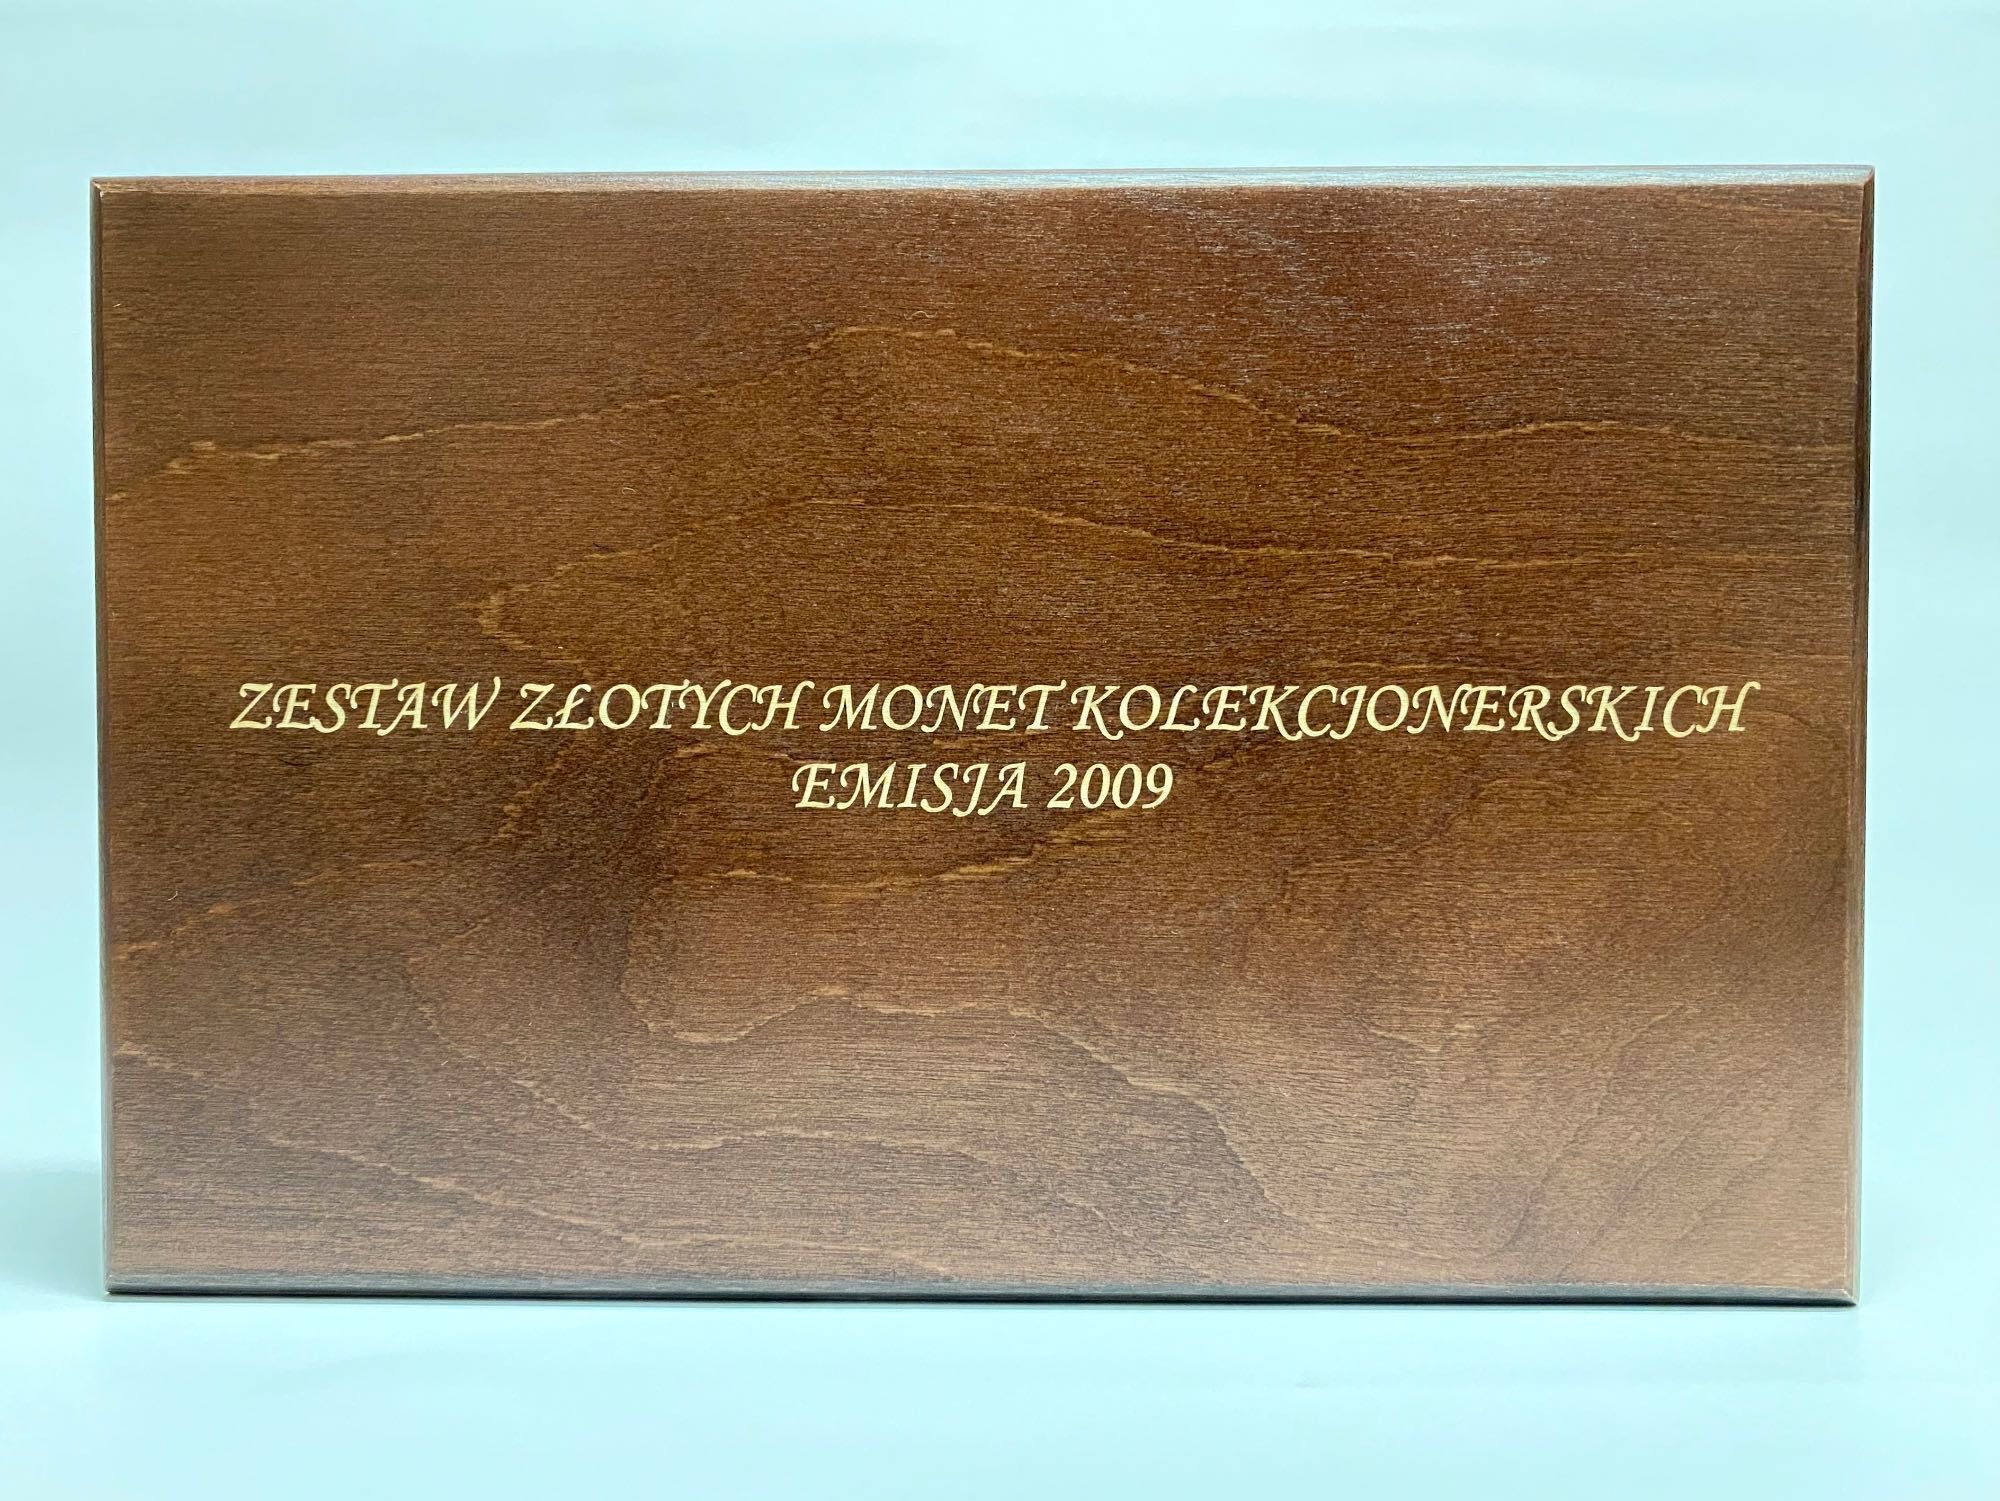 ZESTAW ZŁOTYCH MONET KOLEKCJONERSKICH
EMISJA 2009